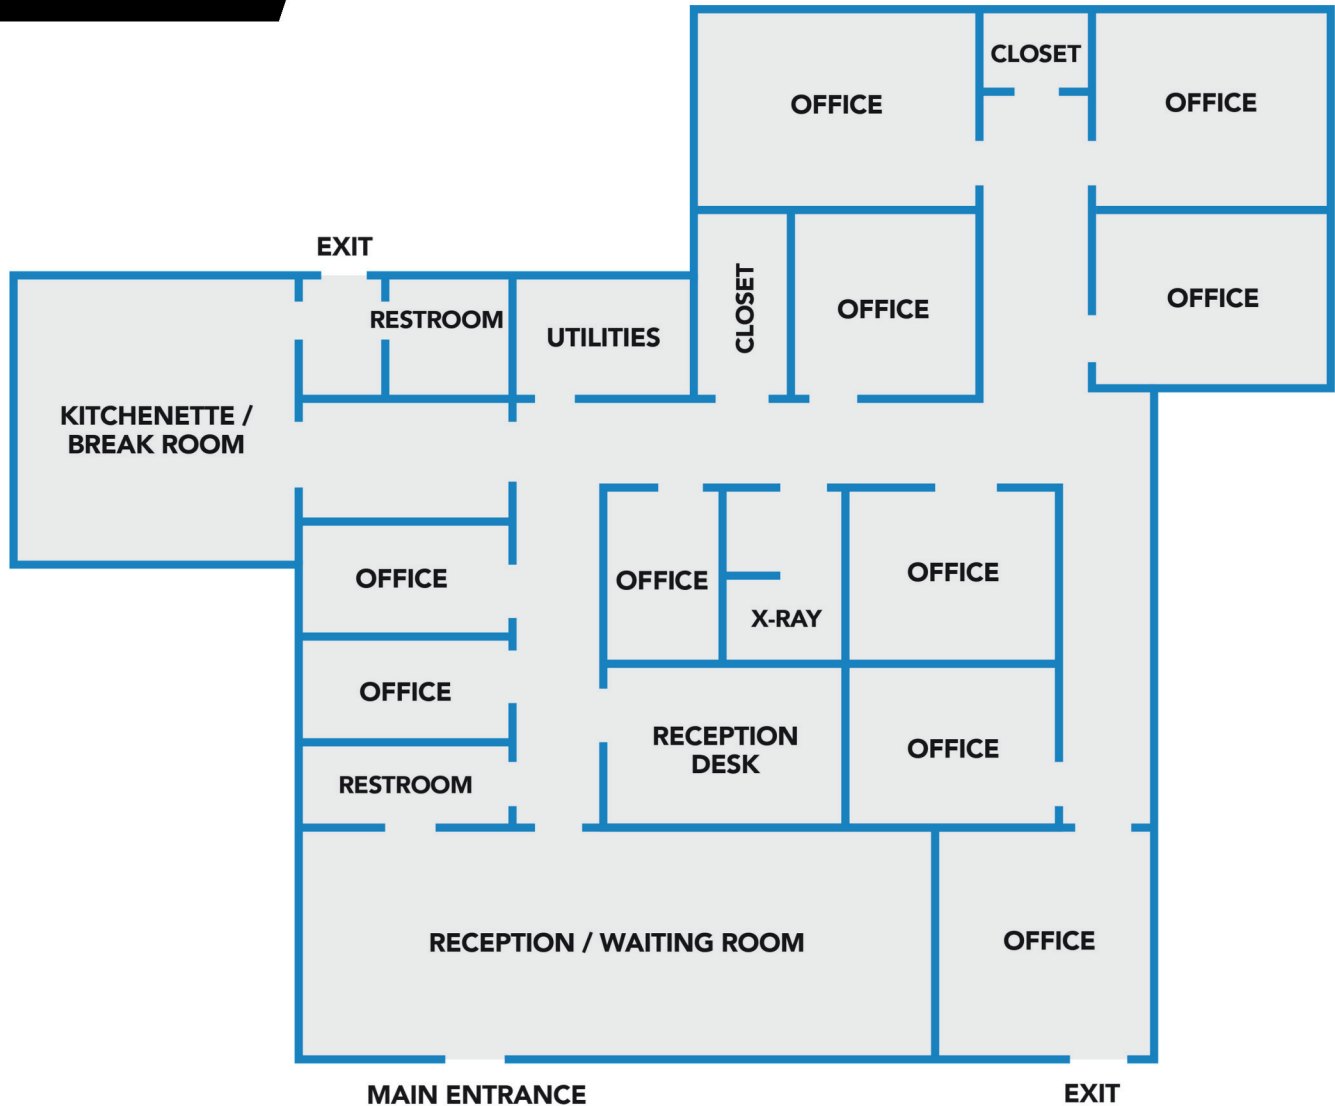 CLOSET
OFFICE
OFFICE
EXIT
CLOSET
OFFICE
OFFICE
RESTROOM
UTILITIES
KITCHENETTE /
BREAK ROOM
OFFICE
OFFICE
OFFICE
X-RAY
OFFICE
RECEPTION
DESK
OFFICE
RESTROOM
RECEPTION / WAITING ROOM
OFFICE
MAIN ENTRANCE
EXIT